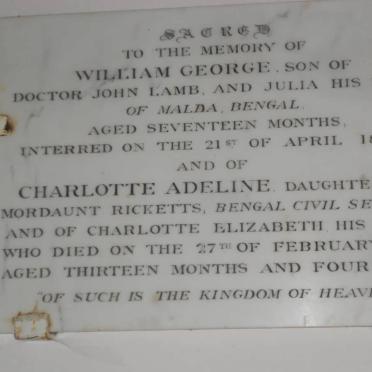 SACRED
TO THE MEMORY OF
WILLIAM GEORGE, SON OF
DOCTOR JOHN LAMB, AND JULIA HIS
OF MALDA, BENGAL,
AGED SEVENTEEN MONTHS,
INTERRED ON THE 21ST OF APRIL 18
AND OF
CHARLOTTE ADELINE, DAUGHTE
MORDAUNT RICKETTS, BENGAL CIVIL SE
AND OF CHARLOTTE ELIZABETH, HIS
WHO DIED ON THE 27TH OF FEBRUARY
AGED THIRTEEN MONTHS AND FOUR
"OF SUCH IS THE KINGDOM OF HEAV